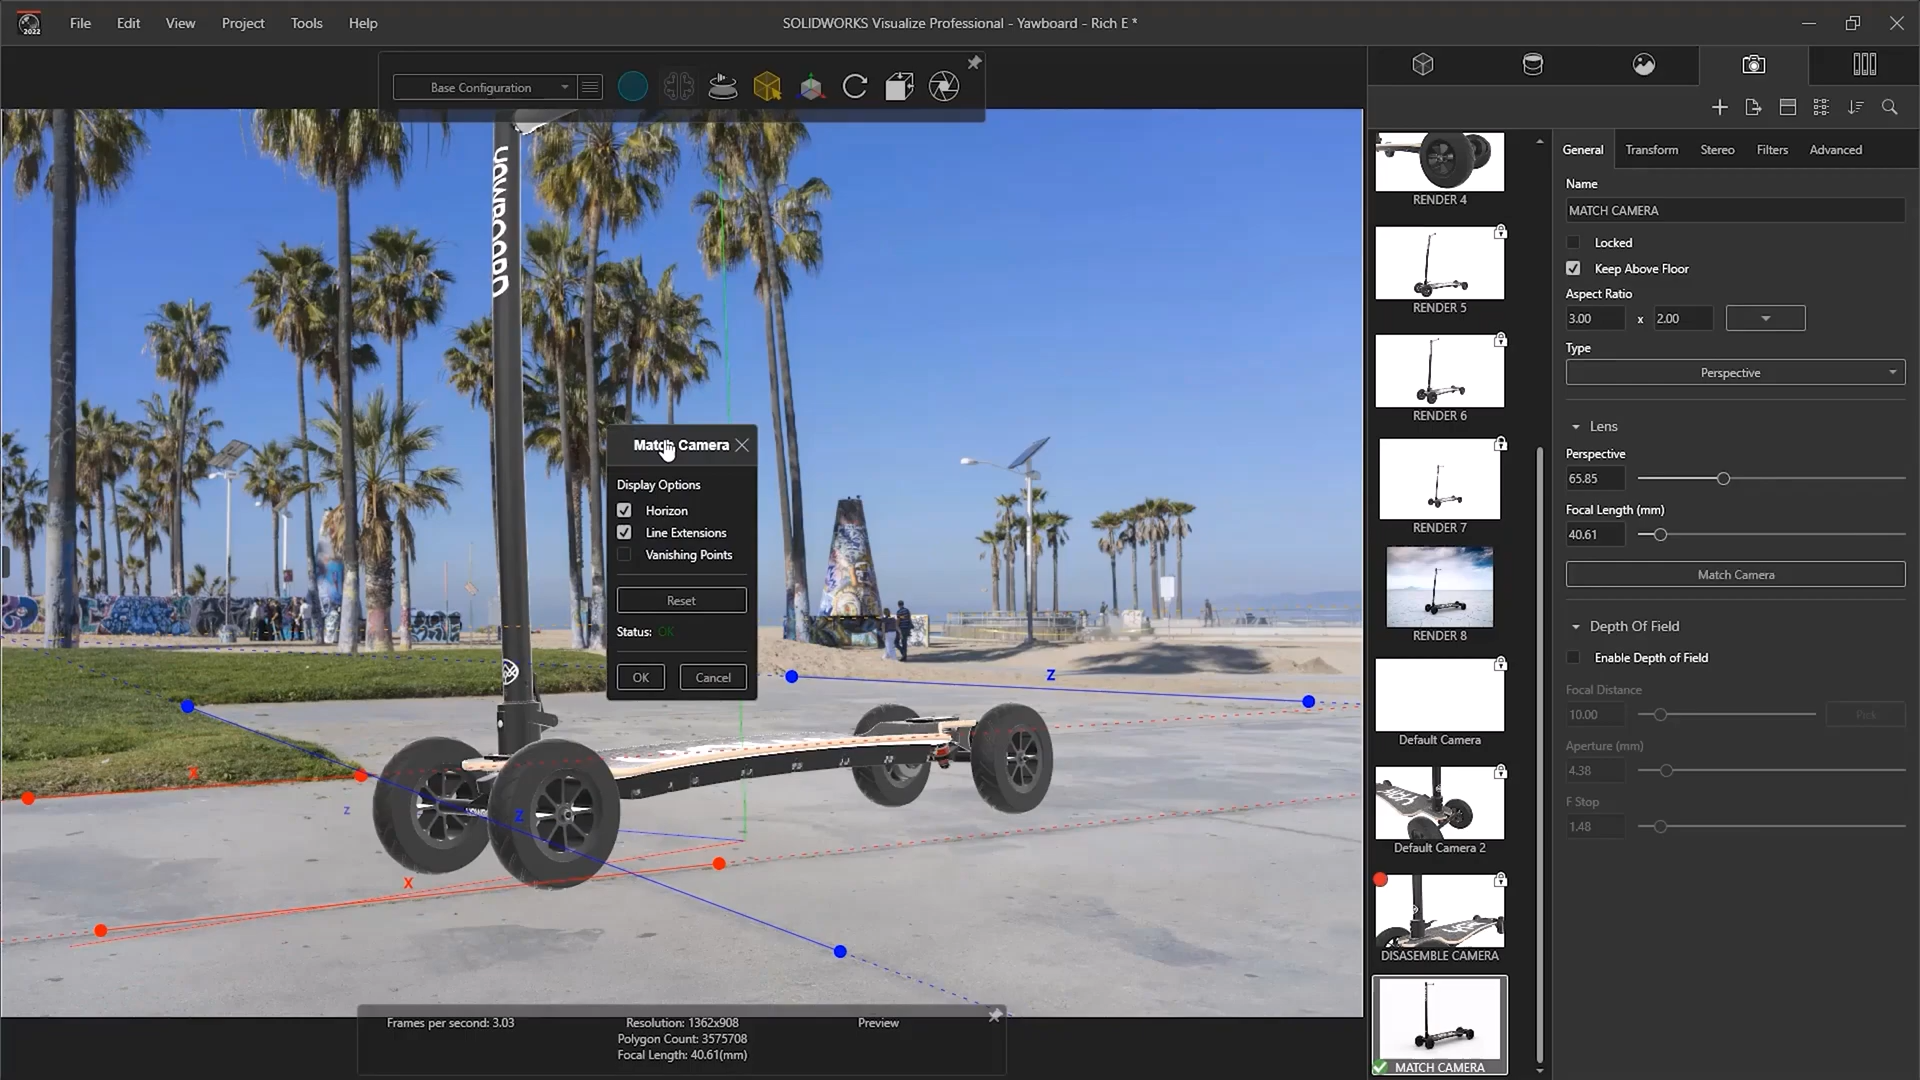 2022
File Edit View Project Tools Help
SOLIDWORKS Visualize Professional - Yawboard - Rich E *
Base Configuration
YAWBOARD
Match Camera
Display Options
Horizon
Line Extensions
Vanishing Points
Reset
Status: OK
OK Cancel
Z
X
Z
Z
X
Frames per second: 3.03
Resolution: 1362x908
Preview
Polygon Count: 3575708
Focal Length: 40.61(mm)
RENDER 4
RENDER 5
RENDER 6
RENDER 7
RENDER 8
Default Camera
Default Camera 2
DISASEMBLE CAMERA
MATCH CAMERA
General Transform Stereo Filters Advanced
Name
MATCH CAMERA
Locked
Keep Above Floor
Aspect Ratio
3.00 x 2.00
Type
Perspective
Lens
Perspective
65.85
Focal Length (mm)
40.61
Match Camera
Depth Of Field
Enable Depth of Field
Focal Distance
10.00 Pick
Aperture (mm)
4.38
F Stop
1.48